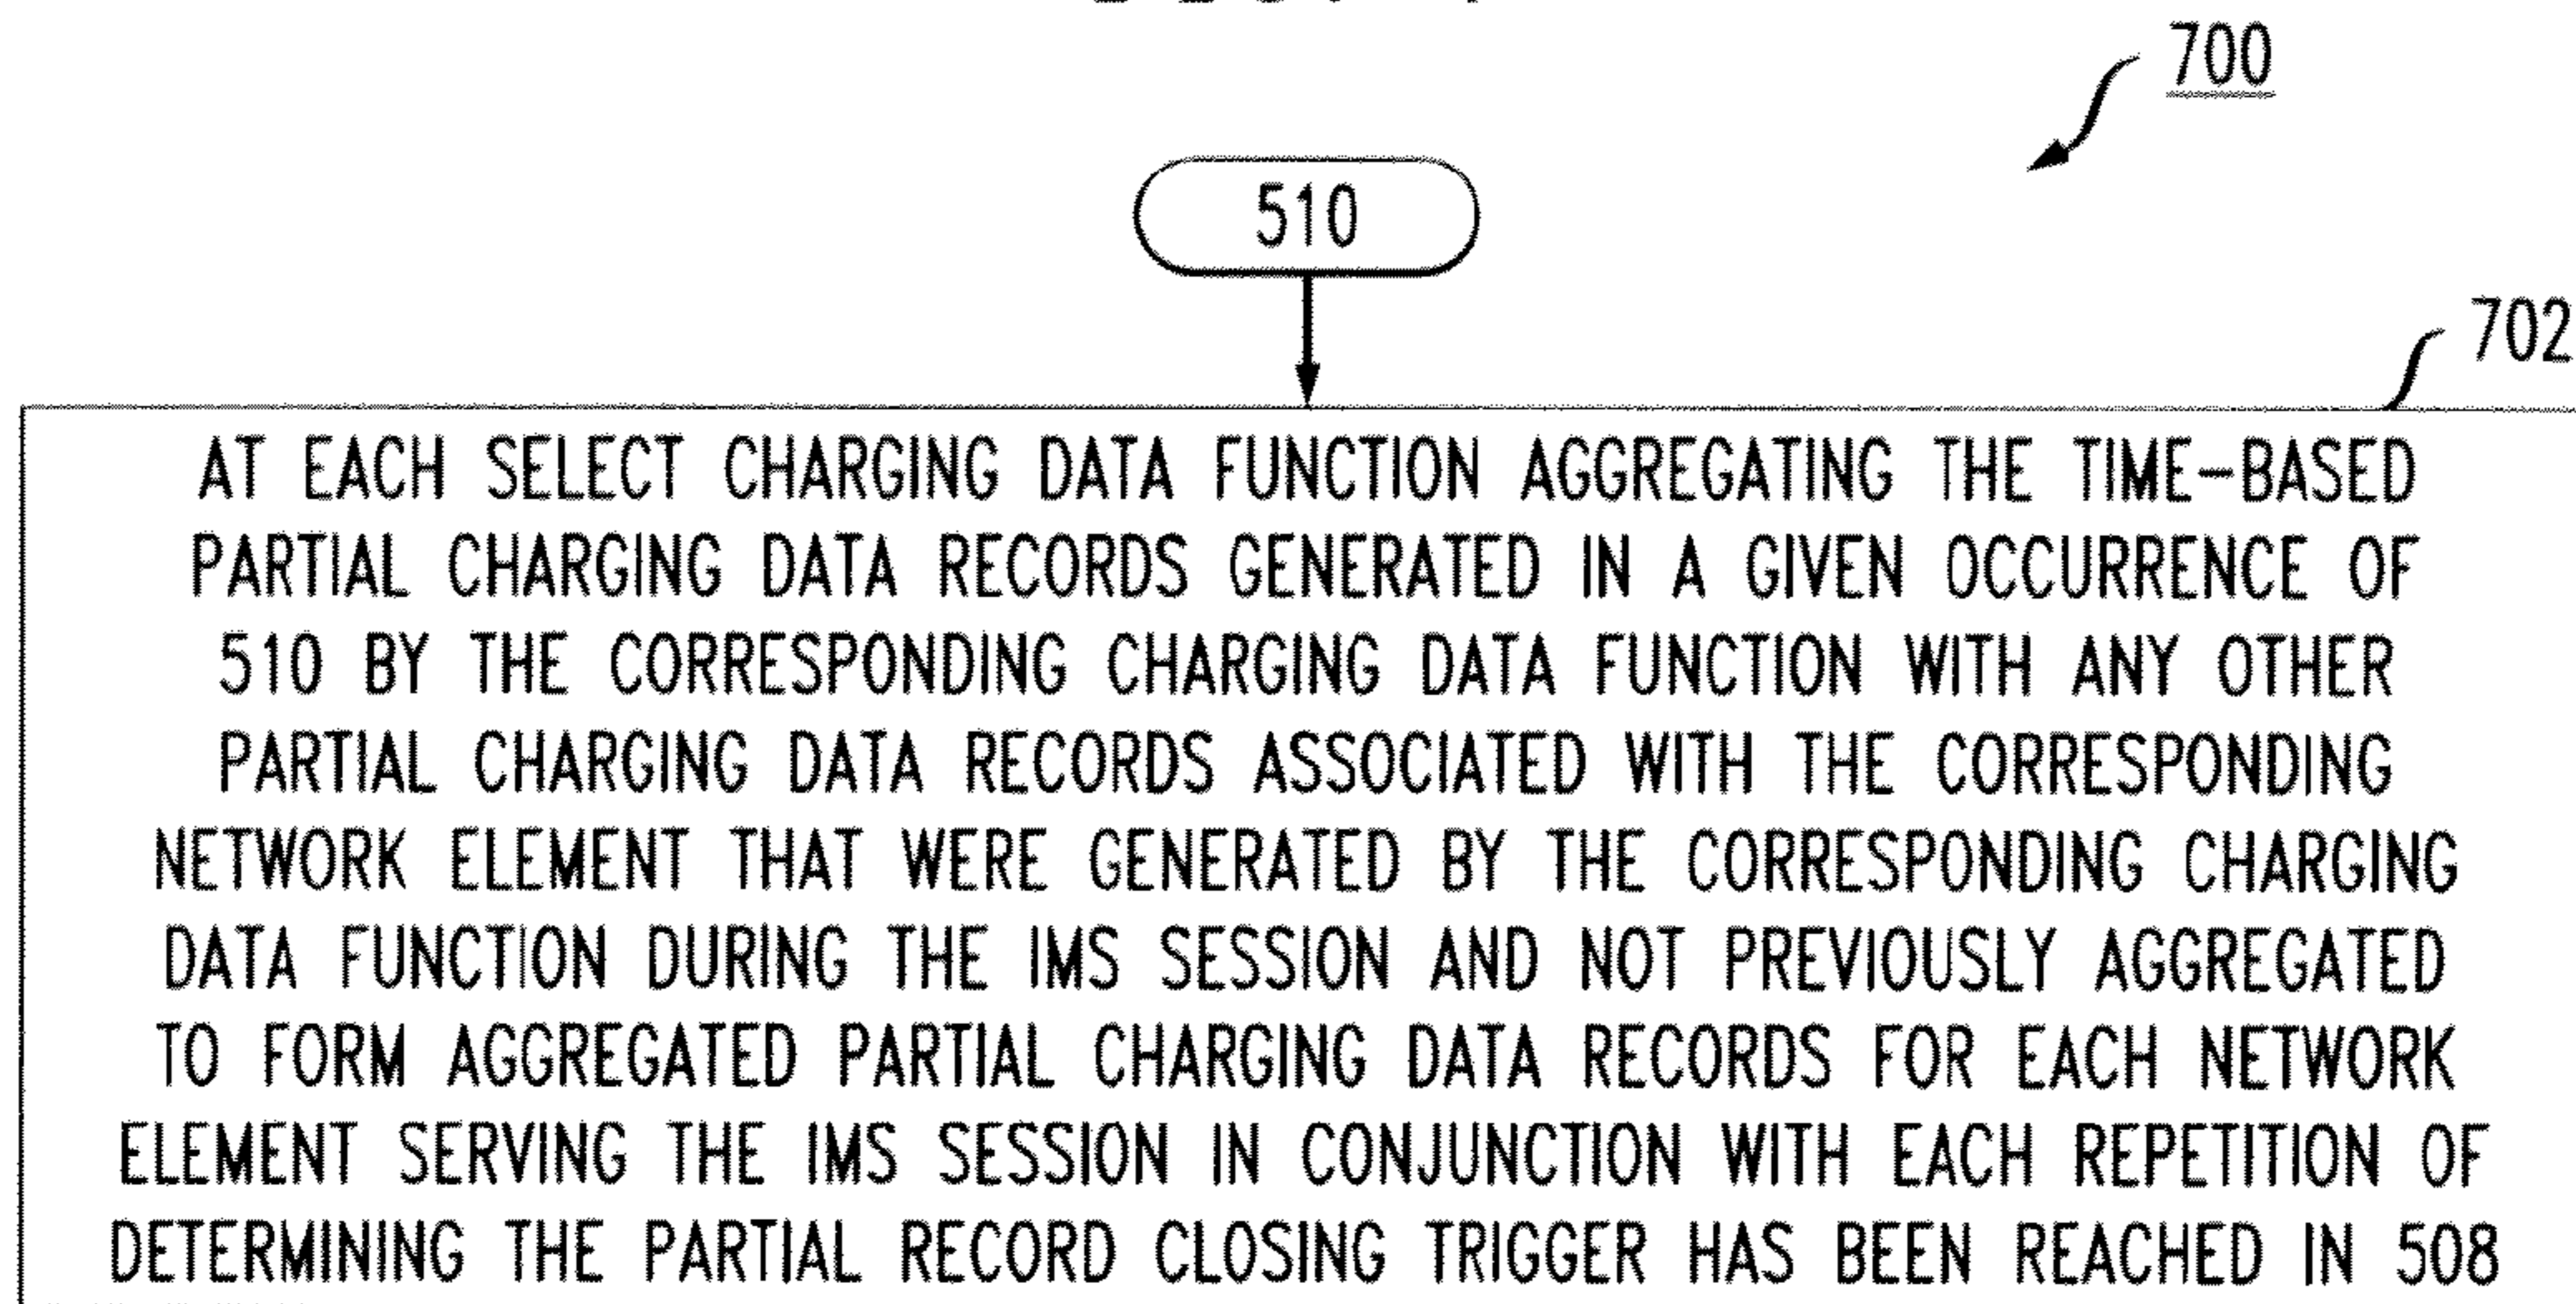 700
510
702
AT EACH SELECT CHARGING DATA FUNCTION AGGREGATING THE TIME-BASED
PARTIAL CHARGING DATA RECORDS GENERATED IN A GIVEN OCCURRENCE OF
510 BY THE CORRESPONDING CHARGING DATA FUNCTION WITH ANY OTHER
PARTIAL CHARGING DATA RECORDS ASSOCIATED WITH THE CORRESPONDING
NETWORK ELEMENT THAT WERE GENERATED BY THE CORRESPONDING CHARGING
DATA FUNCTION DURING THE IMS SESSION AND NOT PREVIOUSLY AGGREGATED
TO FORM AGGREGATED PARTIAL CHARGING DATA RECORDS FOR EACH NETWORK
ELEMENT SERVING THE IMS SESSION IN CONJUNCTION WITH EACH REPETITION OF
DETERMINING THE PARTIAL RECORD CLOSING TRIGGER HAS BEEN REACHED IN 508